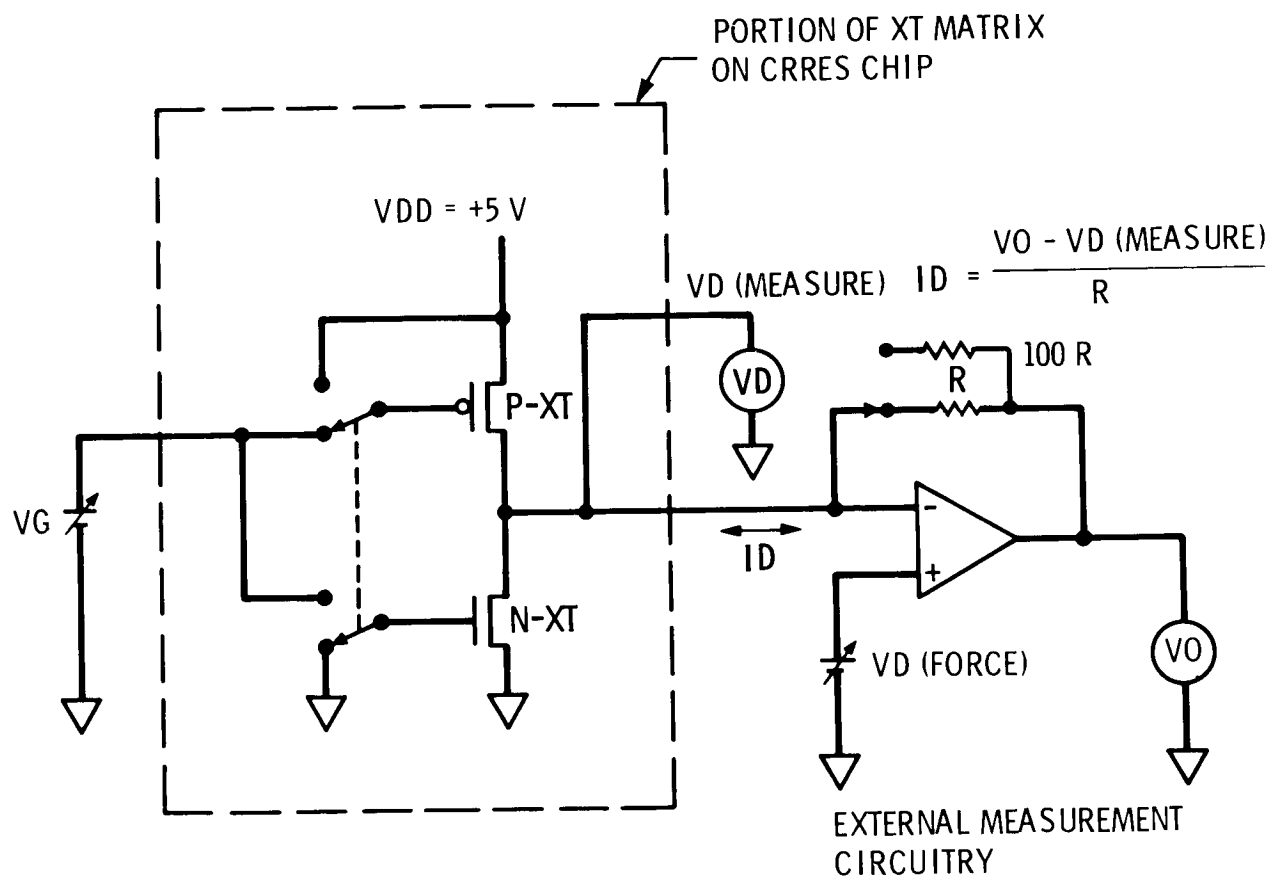 PORTION OF XT MATRIX
ON CRRES CHIP
VDD = +5 V
VD (MEASURE) ID = VO - VD (MEASURE)
R
100 R
R
VD
P-XT
VG
-
ID
+
N-XT
VD (FORCE)
VO
EXTERNAL MEASUREMENT
CIRCUITRY